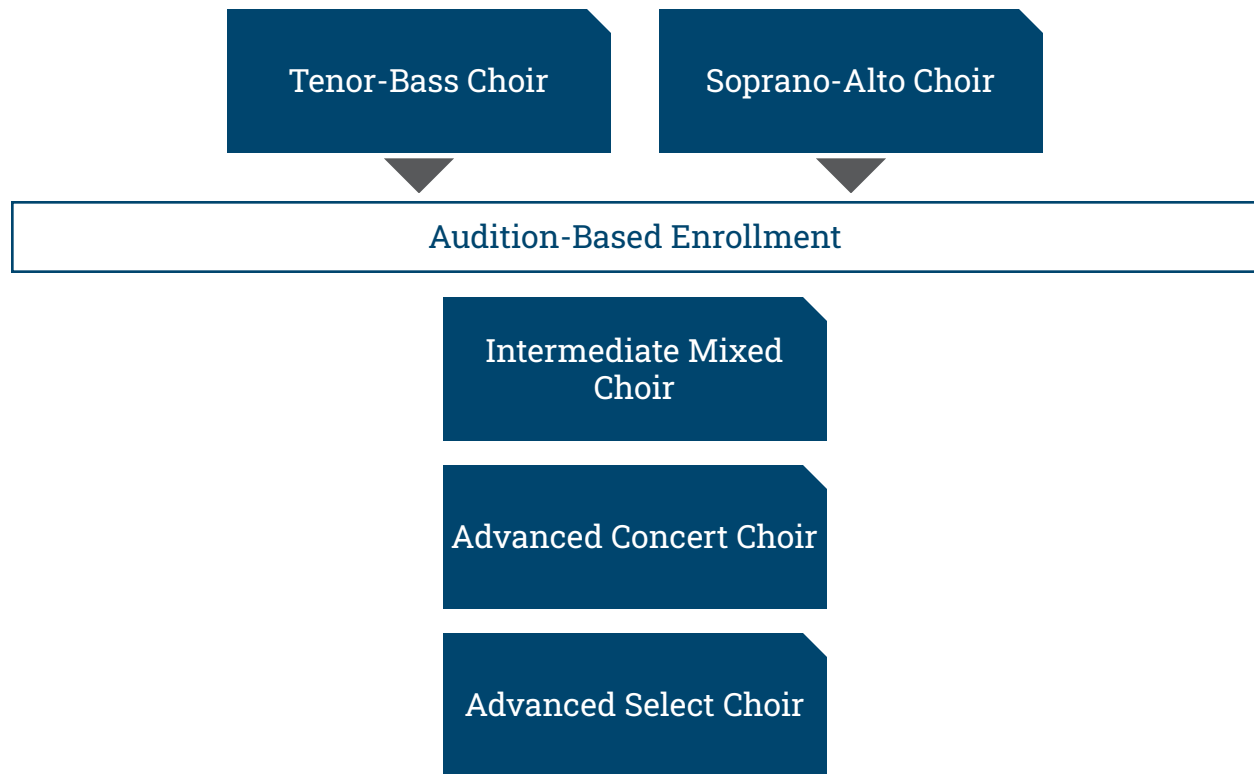 Tenor-Bass Choir
Soprano-Alto Choir
Audition-Based Enrollment
Intermediate Mixed
Choir
Advanced Concert Choir
Advanced Select Choir